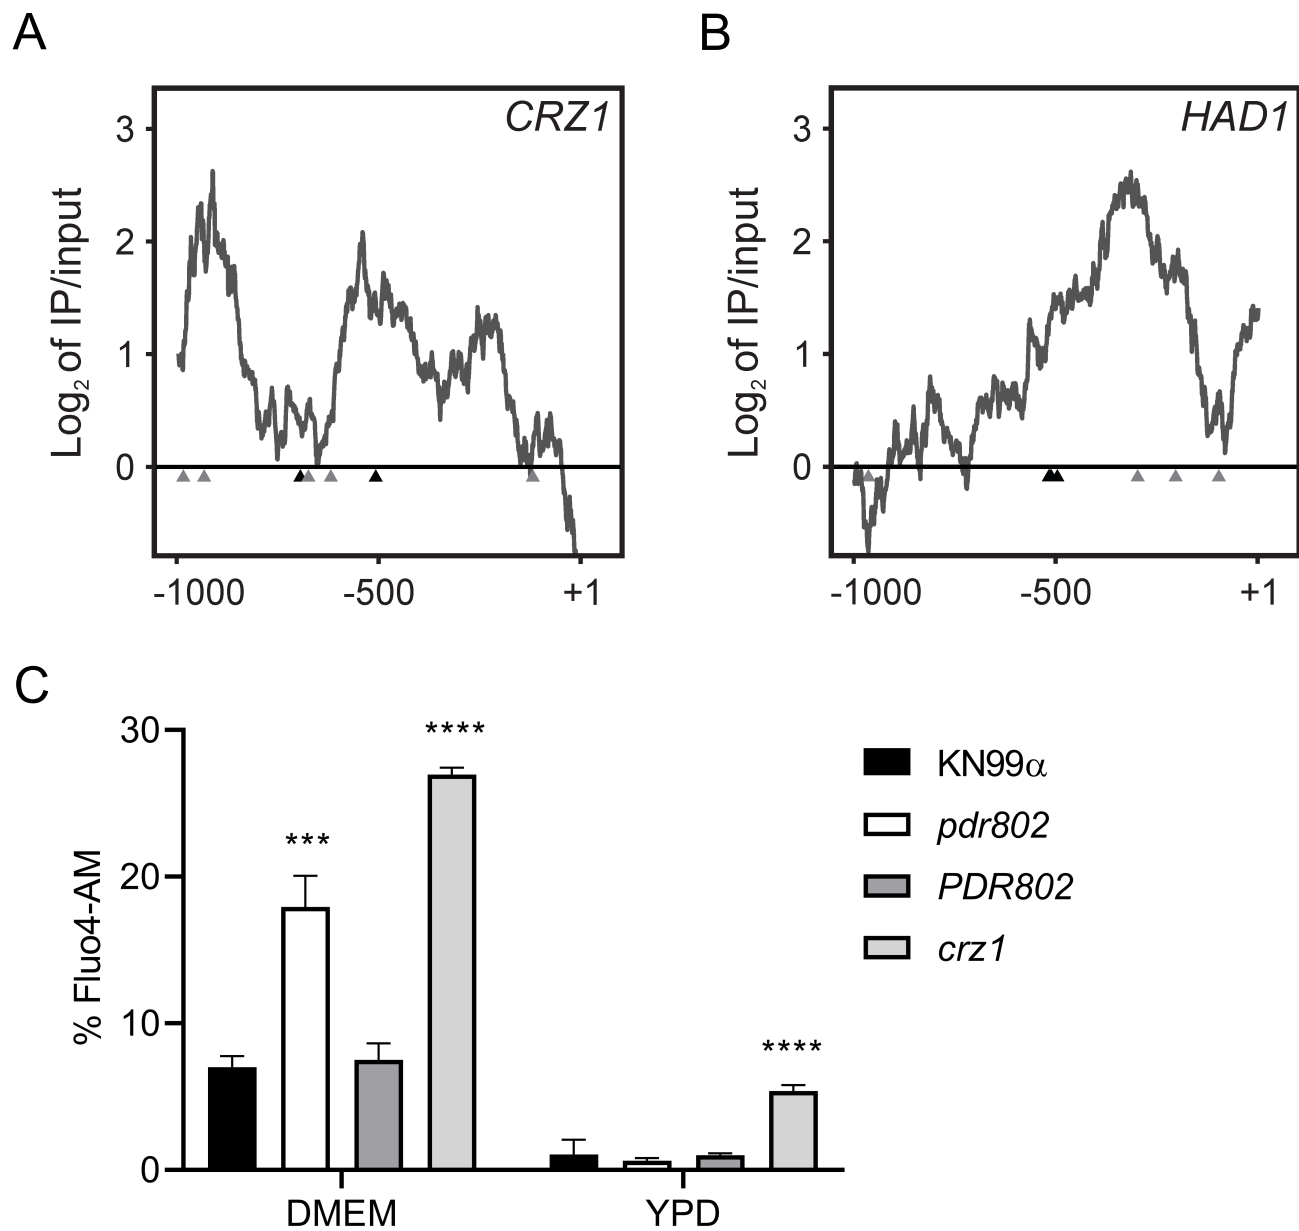 A
CRZ1
Log₂ of IP/input
3
2
1
0
-1000
-500
+1
B
HAD1
Log₂ of IP/input
3
2
1
0
-1000
-500
+1
C
% Fluo4-AM
30
20
10
0
***
****
****
DMEM
YPD
KN99α
pdr802
PDR802
crz1